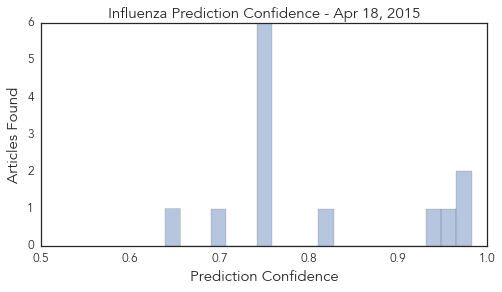 Influenza Prediction Confidence - Apr 18, 2015
6
5
4
3
2
1
0
Articles Found
0.5 0.6 0.7 0.8 0.9 1.0
Prediction Confidence